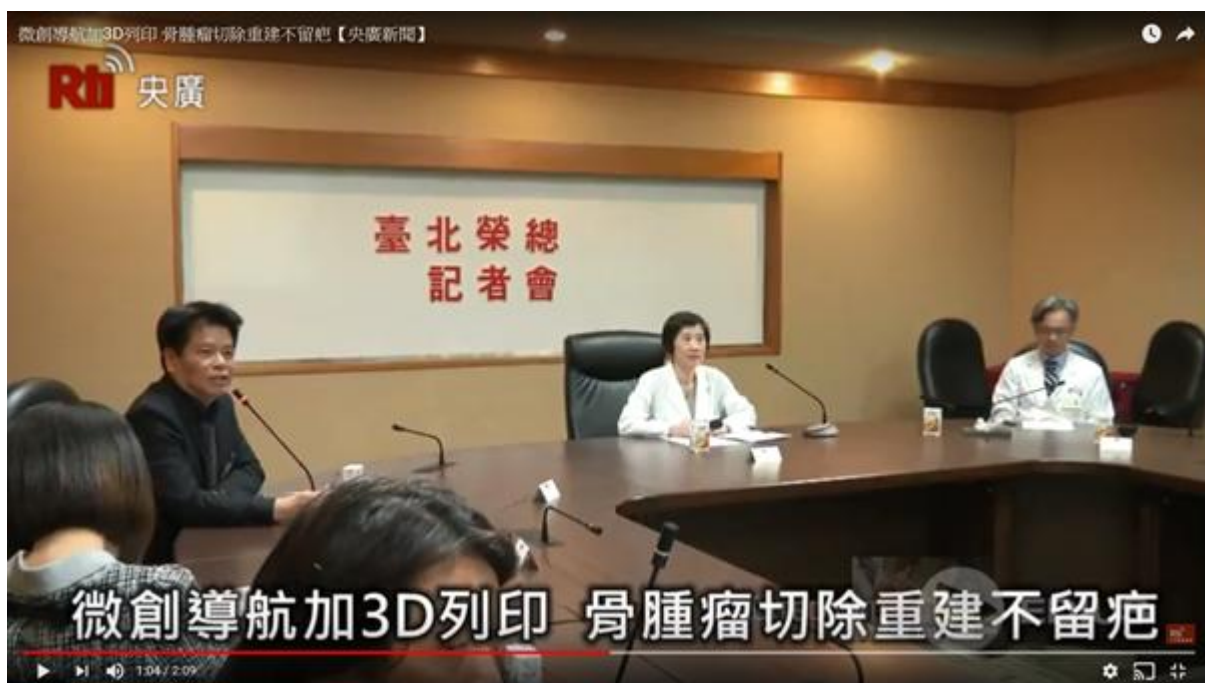 微創導航加3D列印 骨腫瘤切除重建不留疤【央廣新聞】
Rti 央廣
臺北榮總
記者會
微創導航加3D列印 骨腫瘤切除重建不留疤
1:04 / 2:09